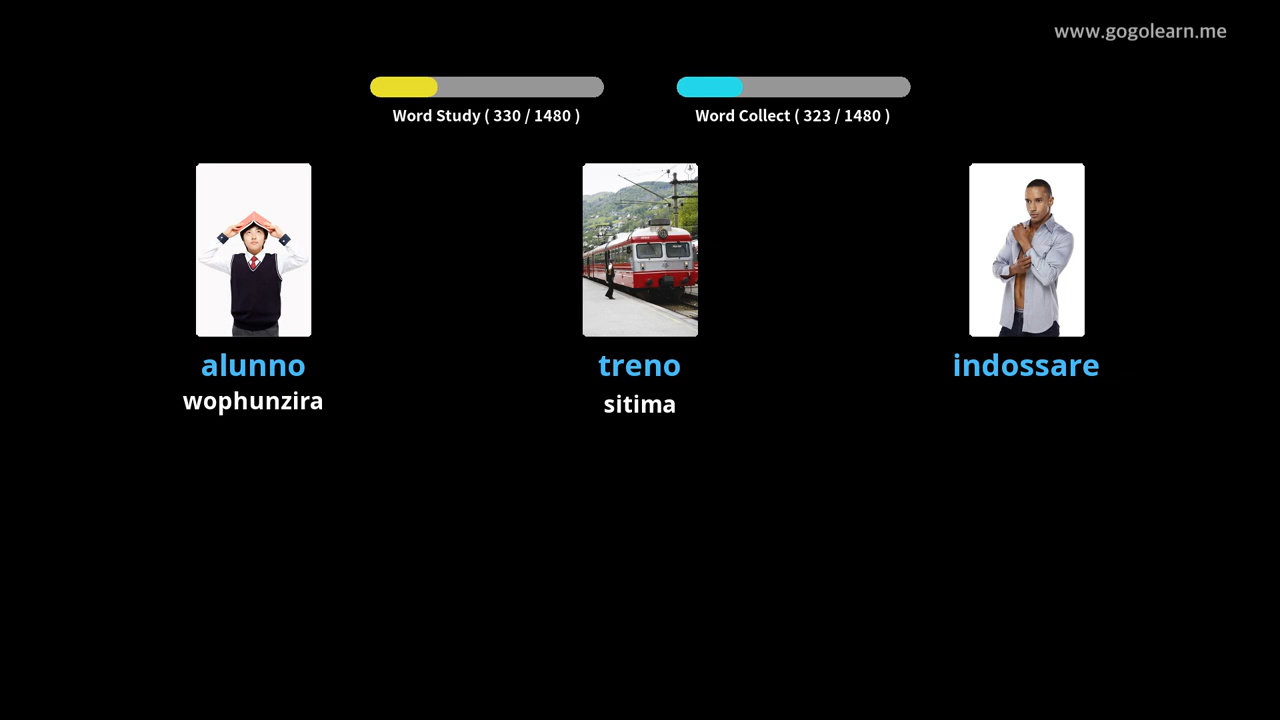 www.gogolearn.me
Word Study ( 330 / 1480 )
Word Collect ( 323 / 1480 )
alunno
wophunzira
treno
sitima
indossare